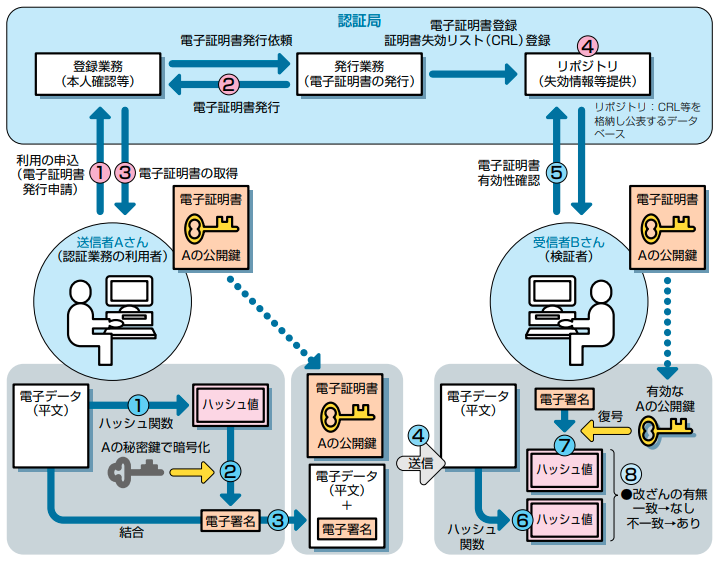 認証局
電子証明書発行依頼
電子証明書登録
証明書失効リスト（CRL）登録
登録業務
（本人確認等）
発行業務
（電子証明書の発行）
④
リポジトリ
（失効情報等提供）
②
電子証明書発行
リポジトリ：CRL等を
格納し公表するデータ
ベース
利用の申込
（電子証明書
発行申請）
①
③
電子証明書の取得
電子証明書
有効性確認
⑤
電子証明書
Aの公開鍵
送信者Aさん
（認証業務の利用者）
受信者Bさん
（検証者）
電子証明書
Aの公開鍵
電子データ
（平文）
①
ハッシュ関数
ハッシュ値
Aの秘密鍵で暗号化
②
結合
電子署名
③
電子証明書
Aの公開鍵
電子データ
（平文）
＋
電子署名
④
送信
電子データ
（平文）
電子署名
復号
有効な
Aの公開鍵
⑦
ハッシュ値
⑥
ハッシュ値
ハッシュ
関数
⑧
●改ざんの有無
一致→なし
不一致→あり